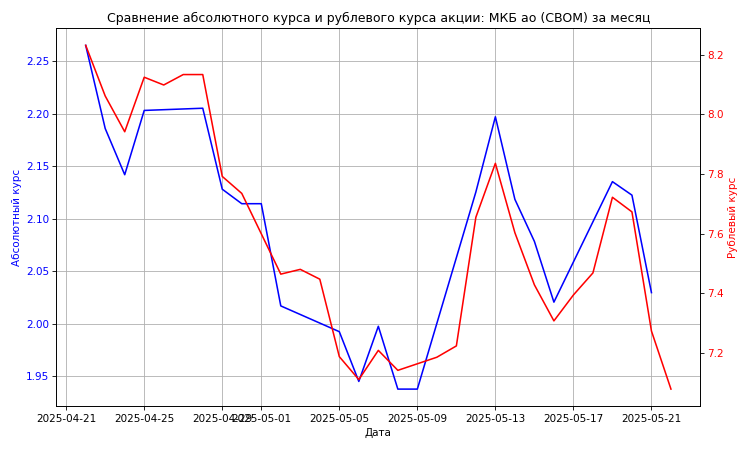 Сравнение абсолютного курса и рублевого курса акции: МКБ ао (CBOM) за месяц
Абсолютный курс
2.25
2.20
2.15
2.10
2.05
2.00
1.95
8.2
8.0
7.8
7.6
7.4
7.2
Рублевый курс
2025-04-21 2025-04-25 2025-04-29 2025-05-01 2025-05-05 2025-05-09 2025-05-13 2025-05-17 2025-05-21
Дата